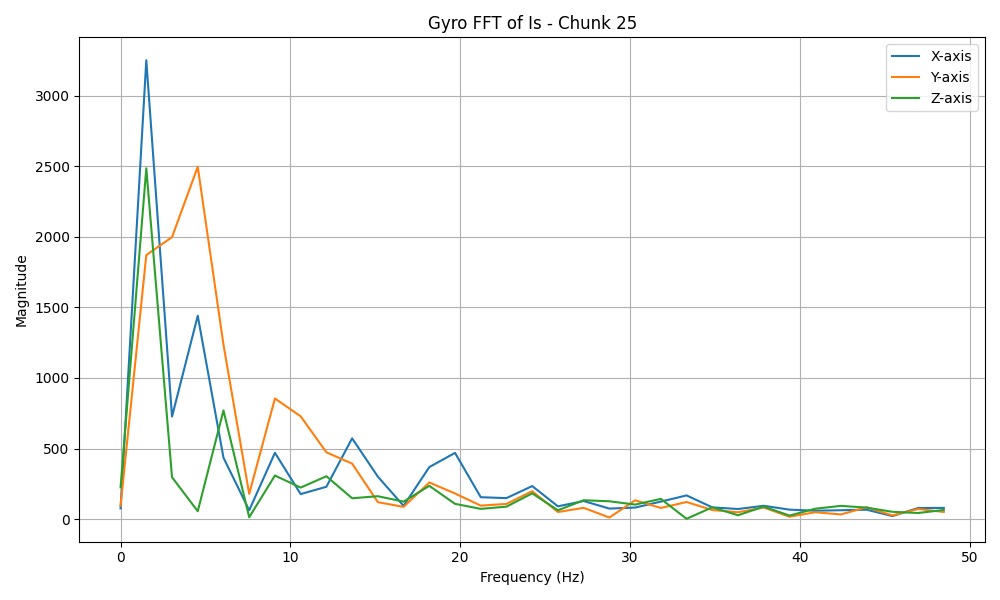 Gyro FFT of Is - Chunk 25
X-axis
Y-axis
Z-axis
Magnitude
3000
2500
2000
1500
1000
500
0
0 10 20 30 40 50
Frequency (Hz)